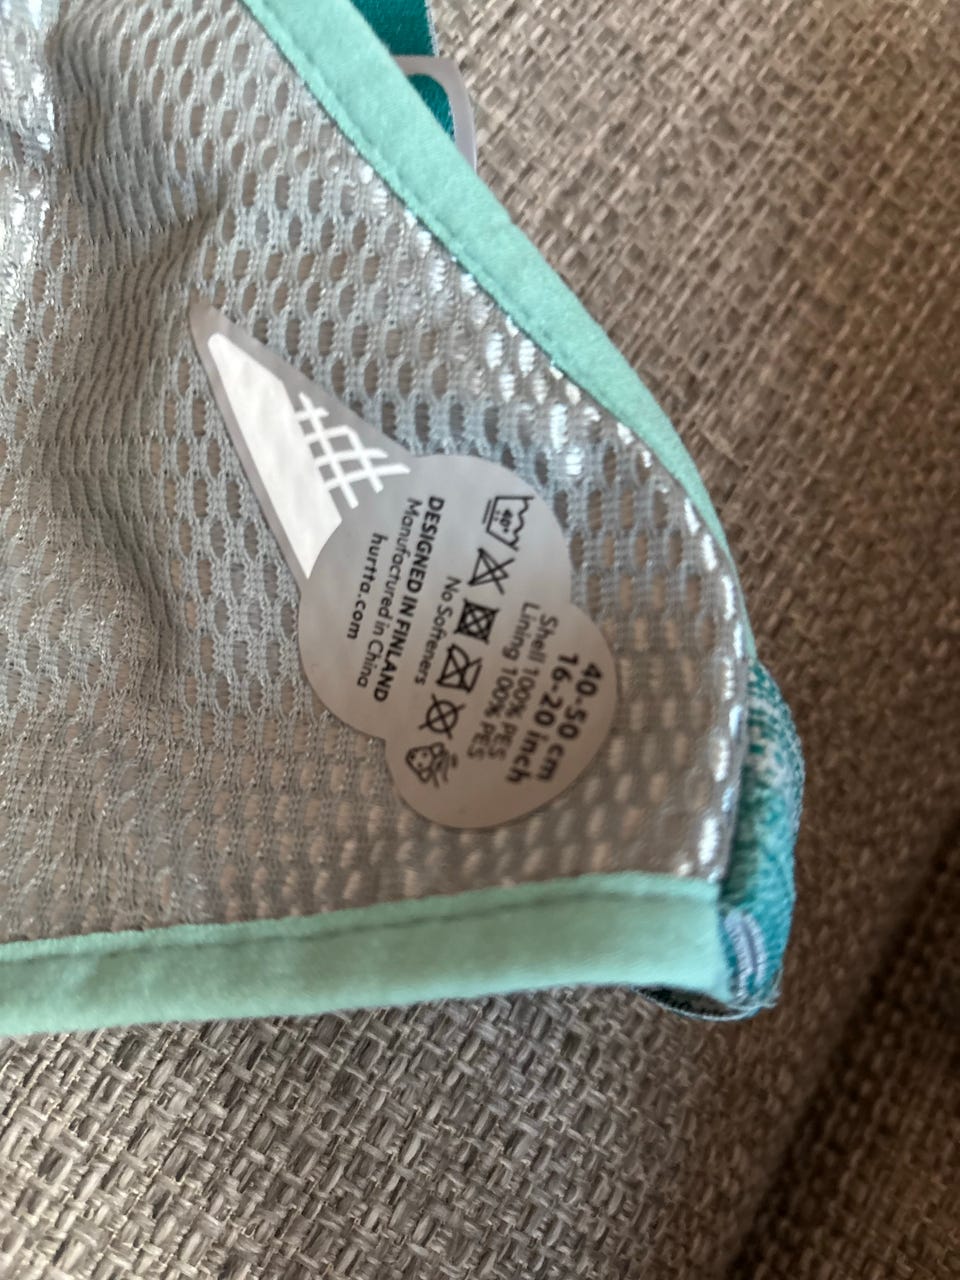 40-50 cm
16-20 inch
Shell 100% PES
Lining 100% PES
40°
No Softeners
DESIGNED IN FINLAND
Manufactured in China
hurtta.com